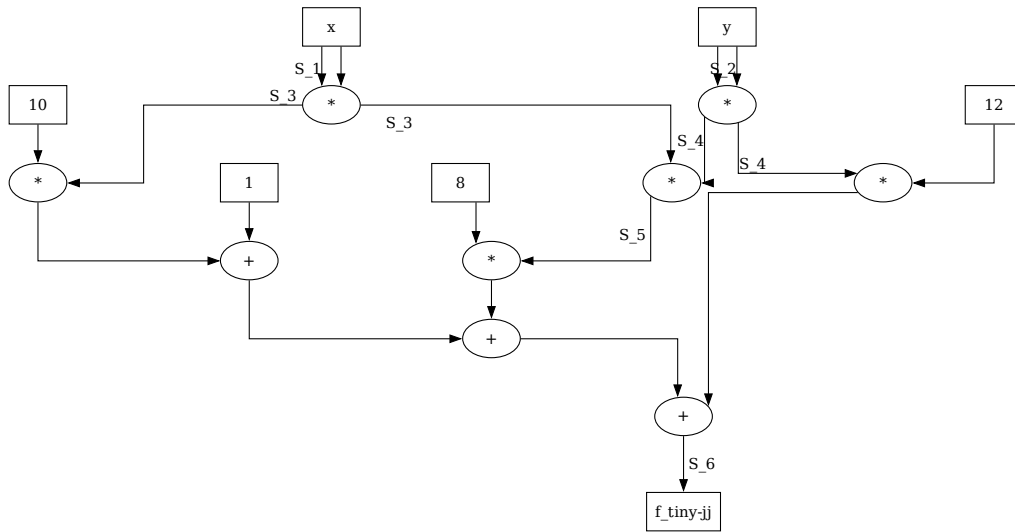 x
y
S_1
S_2
S_3
10
*
*
12
S_3
S_4
S_4
*
1
8
*
*
S_5
+
*
+
+
S_6
f_tiny-jj